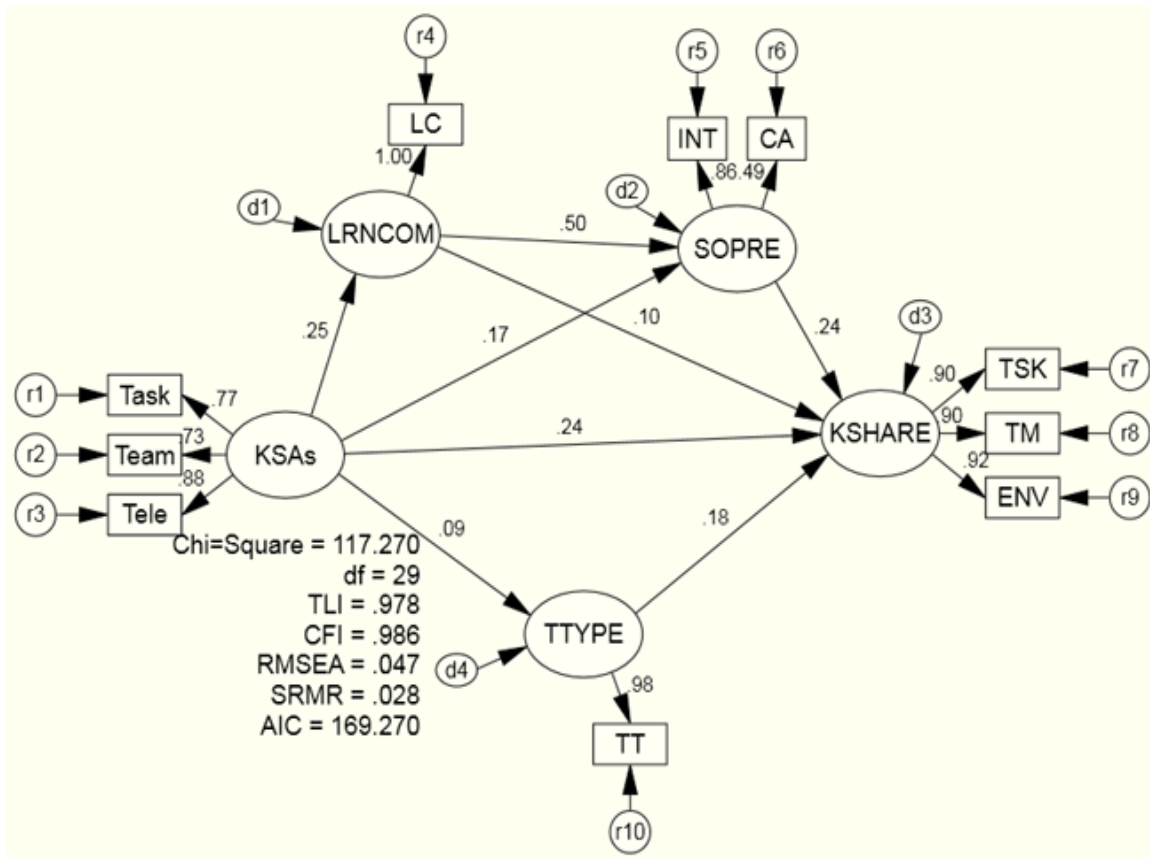 r4
r5
r6
LC
INT
CA
1.00
.86
.49
d1
d2
LRNCOM
.50
SOPRE
.25
.17
.10
.24
d3
r1
Task
.77
TSK
r7
.90
r2
Team
.73
KSAs
.24
KSHARE
.90
TM
r8
.88
.92
r3
Tele
ENV
r9
.09
.18
Chi=Square = 117.270
df = 29
TLI = .978
CFI = .986
RMSEA = .047
SRMR = .028
AIC = 169.270
TTYPE
d4
.98
TT
r10